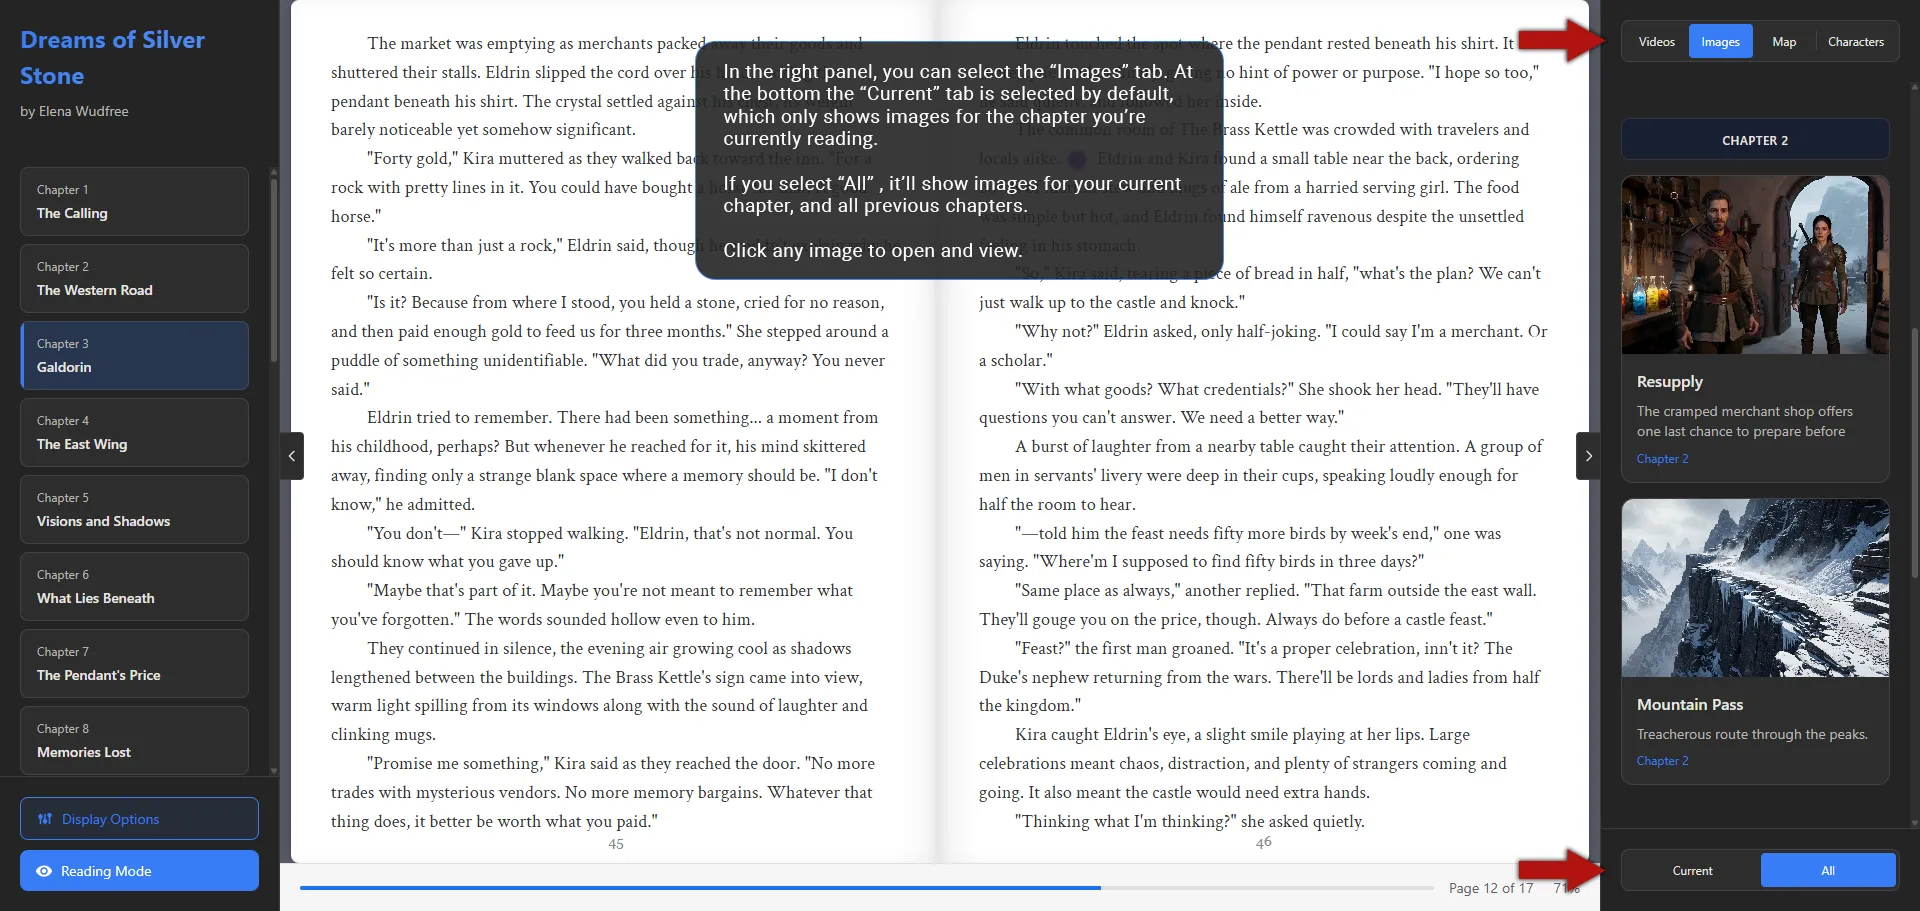 Dreams of Silver
Stone
by Elena Wudfree
Chapter 1
The Calling
Chapter 2
The Western Road
Chapter 3
Galdorin
Chapter 4
The East Wing
Chapter 5
Visions and Shadows
Chapter 6
What Lies Beneath
Chapter 7
The Pendant's Price
Chapter 8
Memories Lost
Display Options
Reading Mode
The market was emptying as merchants packed away their goods and
shuttered their stalls. Eldrin slipped the cord over his
pendant beneath his shirt. The crystal settled against his chest, its weight
barely noticeable yet somehow significant.
"Forty gold," Kira muttered as they walked back toward the inn. "For a
rock with pretty lines in it. You could have bought a
horse."
"It's more than just a rock," Eldrin said, though he
felt so certain.
"Is it? Because from where I stood, you held a stone, cried for no reason,
and then paid enough gold to feed us for three months." She stepped around a
puddle of something unidentifiable. "What did you trade, anyway? You never
said."
Eldrin tried to remember. There had been something... a moment from
his childhood, perhaps? But whenever he reached for it, his mind skittered
away, finding only a strange blank space where a memory should be. "I don't
know," he admitted.
"You don't—" Kira stopped walking. "Eldrin, that's not normal. You
should know what you gave up."
"Maybe that's part of it. Maybe you're not meant to remember what
you've forgotten." The words sounded hollow even to him.
They continued in silence, the evening air growing cool as shadows
lengthened between the buildings. The Brass Kettle's sign came into view,
warm light spilling from its windows along with the sound of laughter and
clinking mugs.
"Promise me something," Kira said as they reached the door. "No more
trades with mysterious vendors. No more memory bargains. Whatever that
thing does, it better be worth what you paid."
45
In the right panel, you can select the “Images” tab. At
the bottom the “Current” tab is selected by default,
which only shows images for the chapter you’re
currently reading.
If you select “All” , it’ll show images for your current
chapter, and all previous chapters.
Click any image to open and view.
Eldrin touched the spot where the pendant rested beneath his shirt. It
no hint of power or purpose. "I hope so too,"
he said quietly, and followed her inside.
The common room of The Brass Kettle was crowded with travelers and
locals alike. Eldrin and Kira found a small table near the back, ordering
of ale from a harried serving girl. The food
was simple but hot, and Eldrin found himself ravenous despite the unsettled
in his stomach.
"So," Kira said, tearing a piece of bread in half, "what's the plan? We can't
just walk up to the castle and knock."
"Why not?" Eldrin asked, only half-joking. "I could say I'm a merchant. Or
a scholar."
"With what goods? What credentials?" She shook her head. "They'll have
questions you can't answer. We need a better way."
A burst of laughter from a nearby table caught their attention. A group of
men in servants' livery were deep in their cups, speaking loudly enough for
half the room to hear.
"—told him the feast needs fifty more birds by week's end," one was
saying. "Where'm I supposed to find fifty birds in three days?"
"Same place as always," another replied. "That farm outside the east wall.
They'll gouge you on the price, though. Always do before a castle feast."
"Feast?" the first man groaned. "It's a proper celebration, inn't it? The
Duke's nephew returning from the wars. There'll be lords and ladies from half
the kingdom."
Kira caught Eldrin's eye, a slight smile playing at her lips. Large
celebrations meant chaos, distraction, and plenty of strangers coming and
going. It also meant the castle would need extra hands.
"Thinking what I'm thinking?" she asked quietly.
46
Page 12 of 17 71%
Videos
Images
Map
Characters
CHAPTER 2
Resupply
The cramped merchant shop offers
one last chance to prepare before
Chapter 2
Mountain Pass
Treacherous route through the peaks.
Chapter 2
Current
All